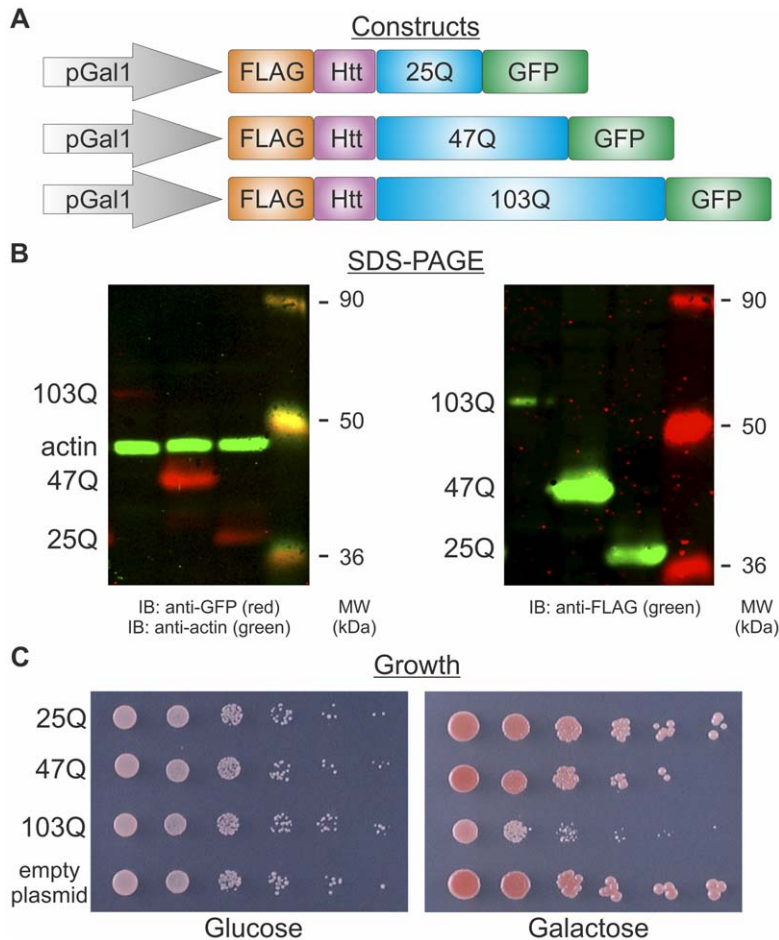 A
Constructs
pGal1 FLAG Htt 25Q GFP
pGal1 FLAG Htt 47Q GFP
pGal1 FLAG Htt 103Q GFP
B
SDS-PAGE
103Q
actin
47Q
25Q
- 90
- 50
- 36
IB: anti-GFP (red)
IB: anti-actin (green)
MW
(kDa)
103Q
47Q
25Q
- 90
- 50
- 36
IB: anti-FLAG (green)
MW
(kDa)
C
Growth
25Q
47Q
103Q
empty
plasmid
Glucose
Galactose